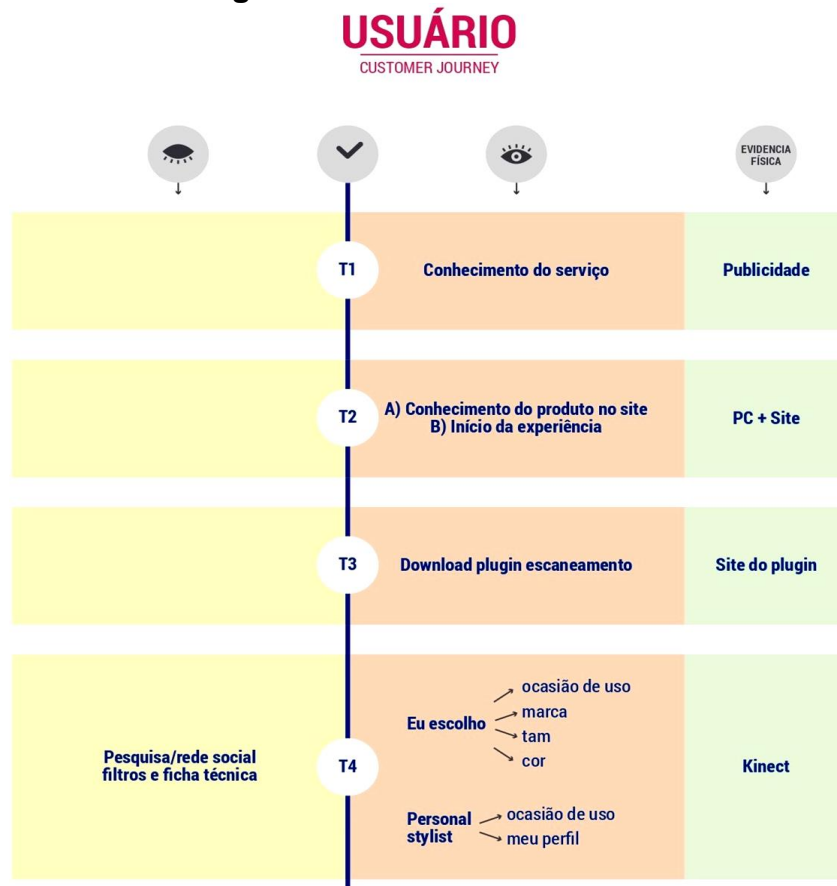 USUÁRIO
CUSTOMER JOURNEY
EVIDENCIA
FÍSICA
T1
Conhecimento do serviço
Publicidade
T2
A) Conhecimento do produto no site
B) Início da experiência
PC + Site
T3
Download plugin escaneamento
Site do plugin
Pesquisa/rede social
filtros e ficha técnica
T4
Eu escolho
ocasião de uso
marca
tam
cor
Personal
stylist
ocasião de uso
meu perfil
Kinect